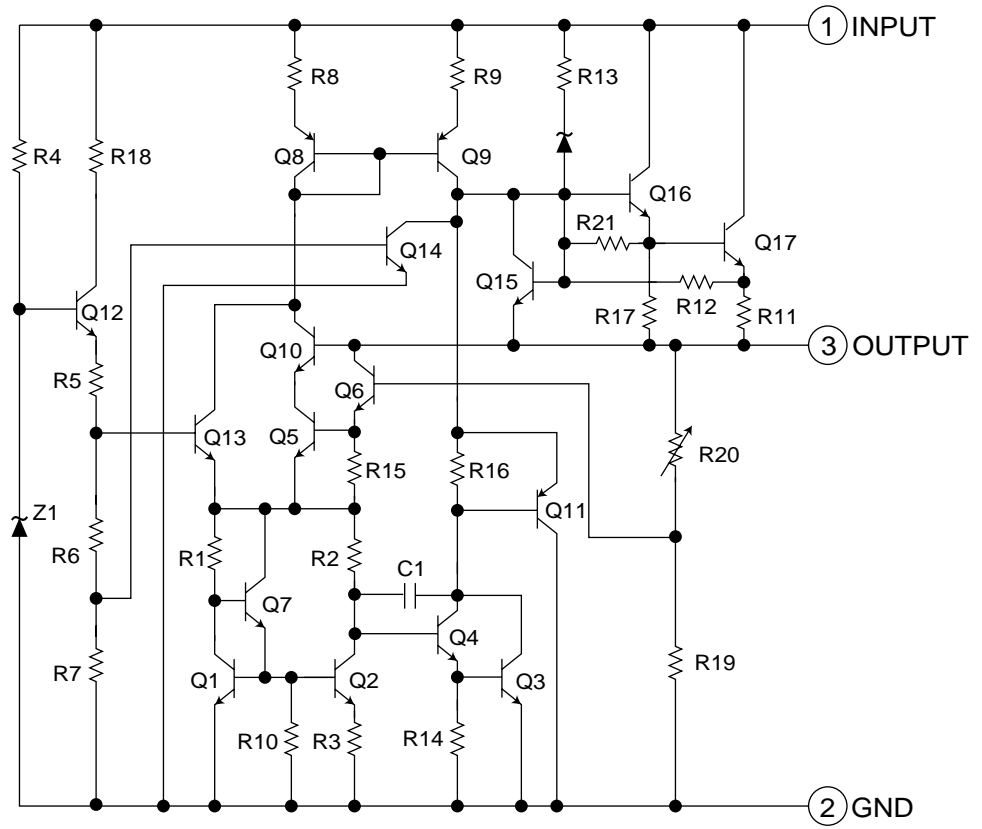 1 INPUT
R8
R9
R13
R4
R18
Q8
Q9
Q16
R21
Q14
Q17
Q15
R12
Q12
R17
R11
Q10
3 OUTPUT
R5
Q6
Q13
Q5
R15
R16
R20
Z1
Q11
R6
R1
R2
C1
Q7
Q4
R7
Q1
Q2
Q3
R19
R10
R3
R14
2 GND